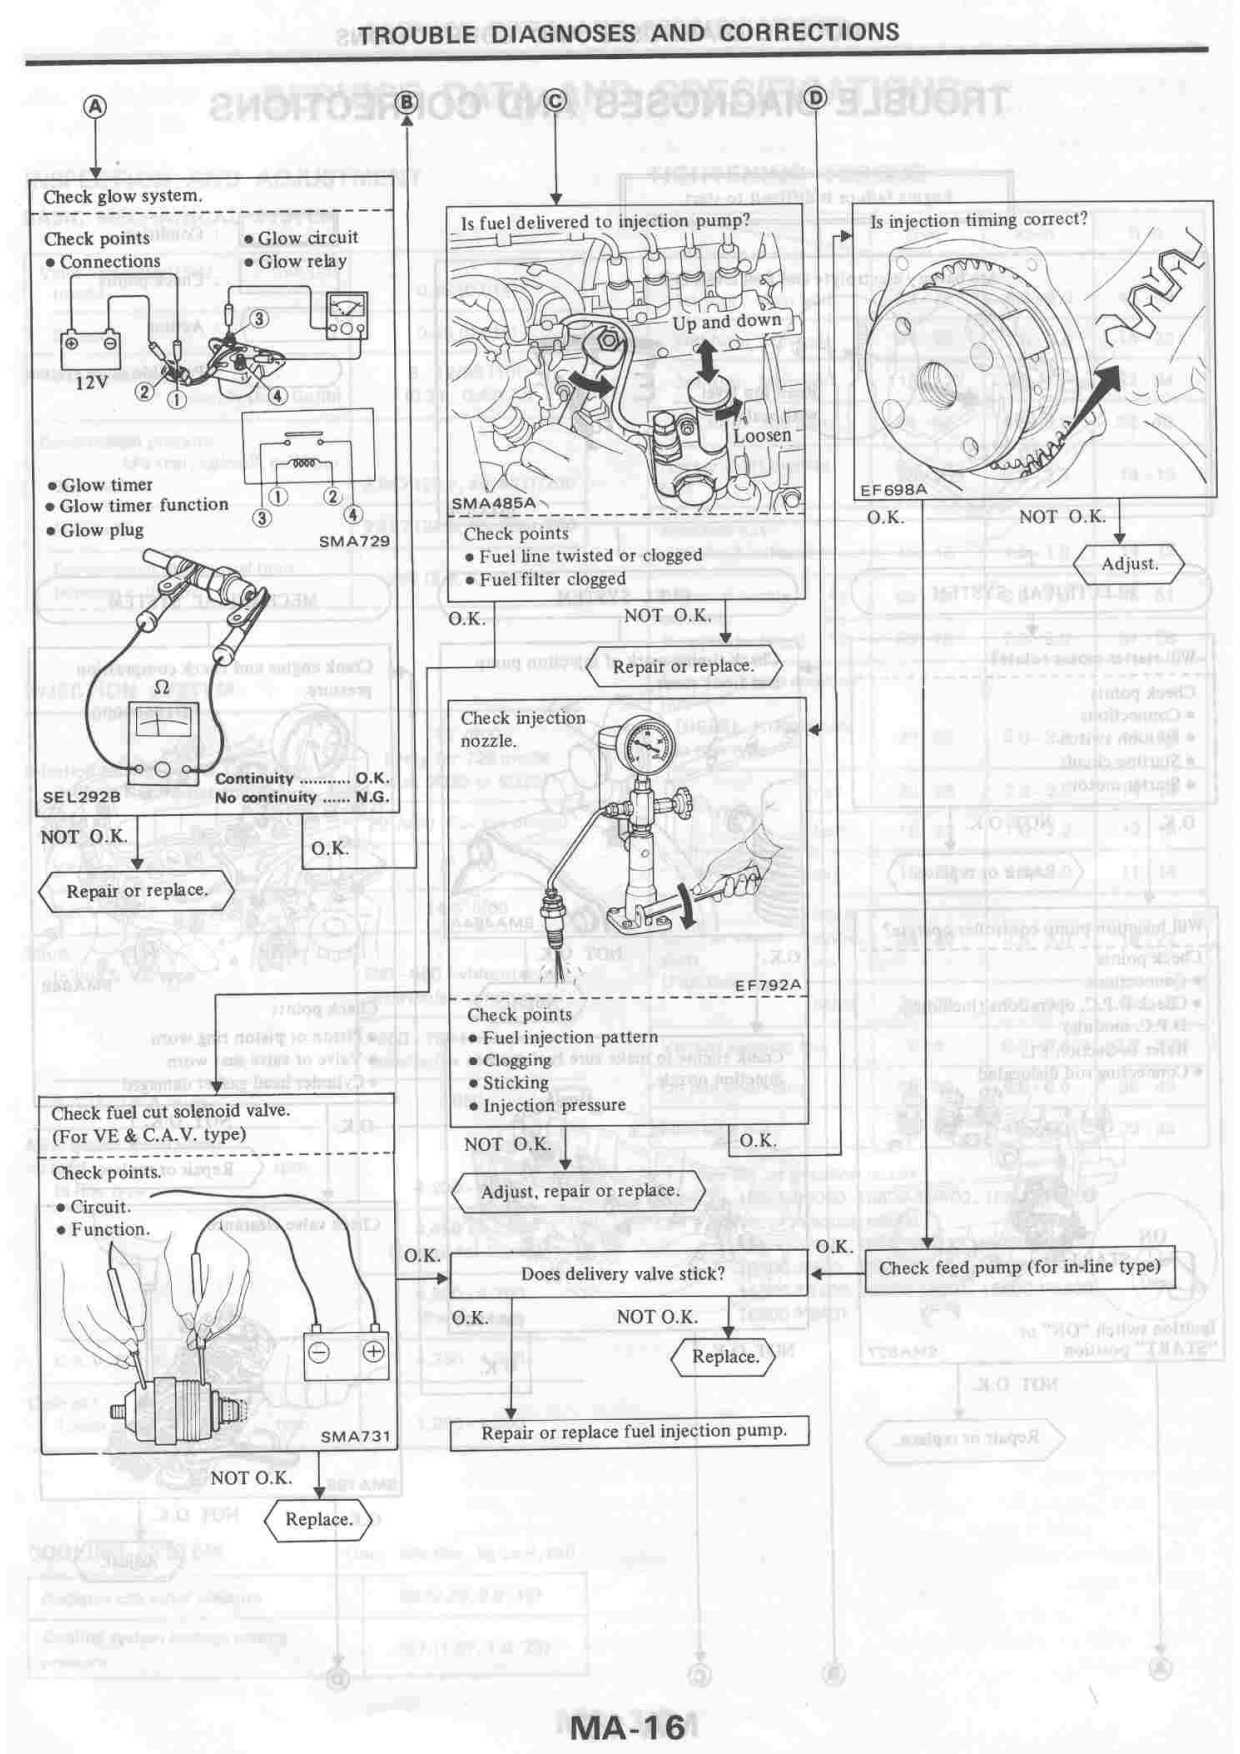 TROUBLE DIAGNOSES AND CORRECTIONS
A
B
C
D
Check glow system.
Check points
• Connections
• Glow circuit
• Glow relay
12V
① ② ③ ④
① ② ③ ④
• Glow timer
• Glow timer function
• Glow plug
SMA729
Ω
Continuity ........... O.K.
No continuity ...... N.G.
SEL292B
NOT O.K.
O.K.
Repair or replace.
Is fuel delivered to injection pump?
Up and down
Loosen
SMA485A
Check points
• Fuel line twisted or clogged
• Fuel filter clogged
O.K.
NOT O.K.
Repair or replace.
Is injection timing correct?
EF698A
O.K.
NOT O.K.
Adjust.
Check injection
nozzle.
EF792A
Check points
• Fuel injection pattern
• Clogging
• Sticking
• Injection pressure
NOT O.K.
O.K.
Adjust, repair or replace.
Check fuel cut solenoid valve.
(For VE & C.A.V. type)
Check points.
• Circuit.
• Function.
SMA731
O.K.
NOT O.K.
Replace.
Does delivery valve stick?
O.K.
Check feed pump (for in-line type)
O.K.
NOT O.K.
Replace.
Repair or replace fuel injection pump.
MA-16